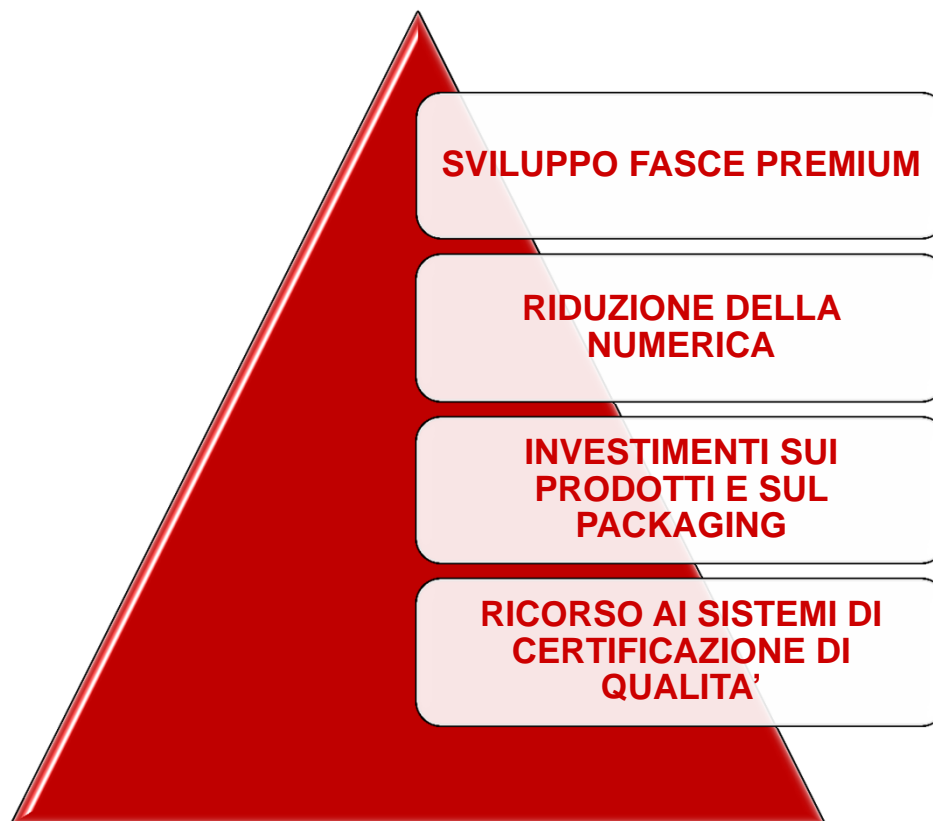 SVILUPPO FASCE PREMIUM
RIDUZIONE DELLA
NUMERICA
INVESTIMENTI SUI
PRODOTTI E SUL
PACKAGING
RICORSO AI SISTEMI DI
CERTIFICAZIONE DI
QUALITA’